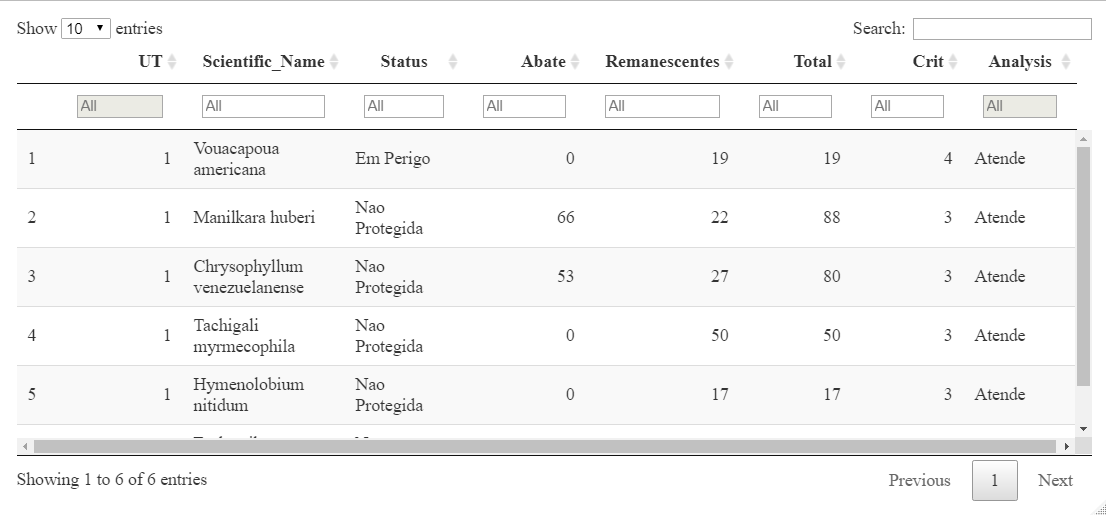 Show 10 entries Search:
UT Scientific_Name Status Abate Remanescentes Total Crit Analysis
All All All All All All All All
1 1 Vouacapoua americana Em Perigo 0 19 19 4 Atende
2 1 Manilkara huberi Nao Protegida 66 22 88 3 Atende
3 1 Chrysophyllum venezuelanense Nao Protegida 53 27 80 3 Atende
4 1 Tachigali myrmecophila Nao Protegida 0 50 50 3 Atende
5 1 Hymenolobium nitidum Nao Protegida 0 17 17 3 Atende
Showing 1 to 6 of 6 entries Previous 1 Next